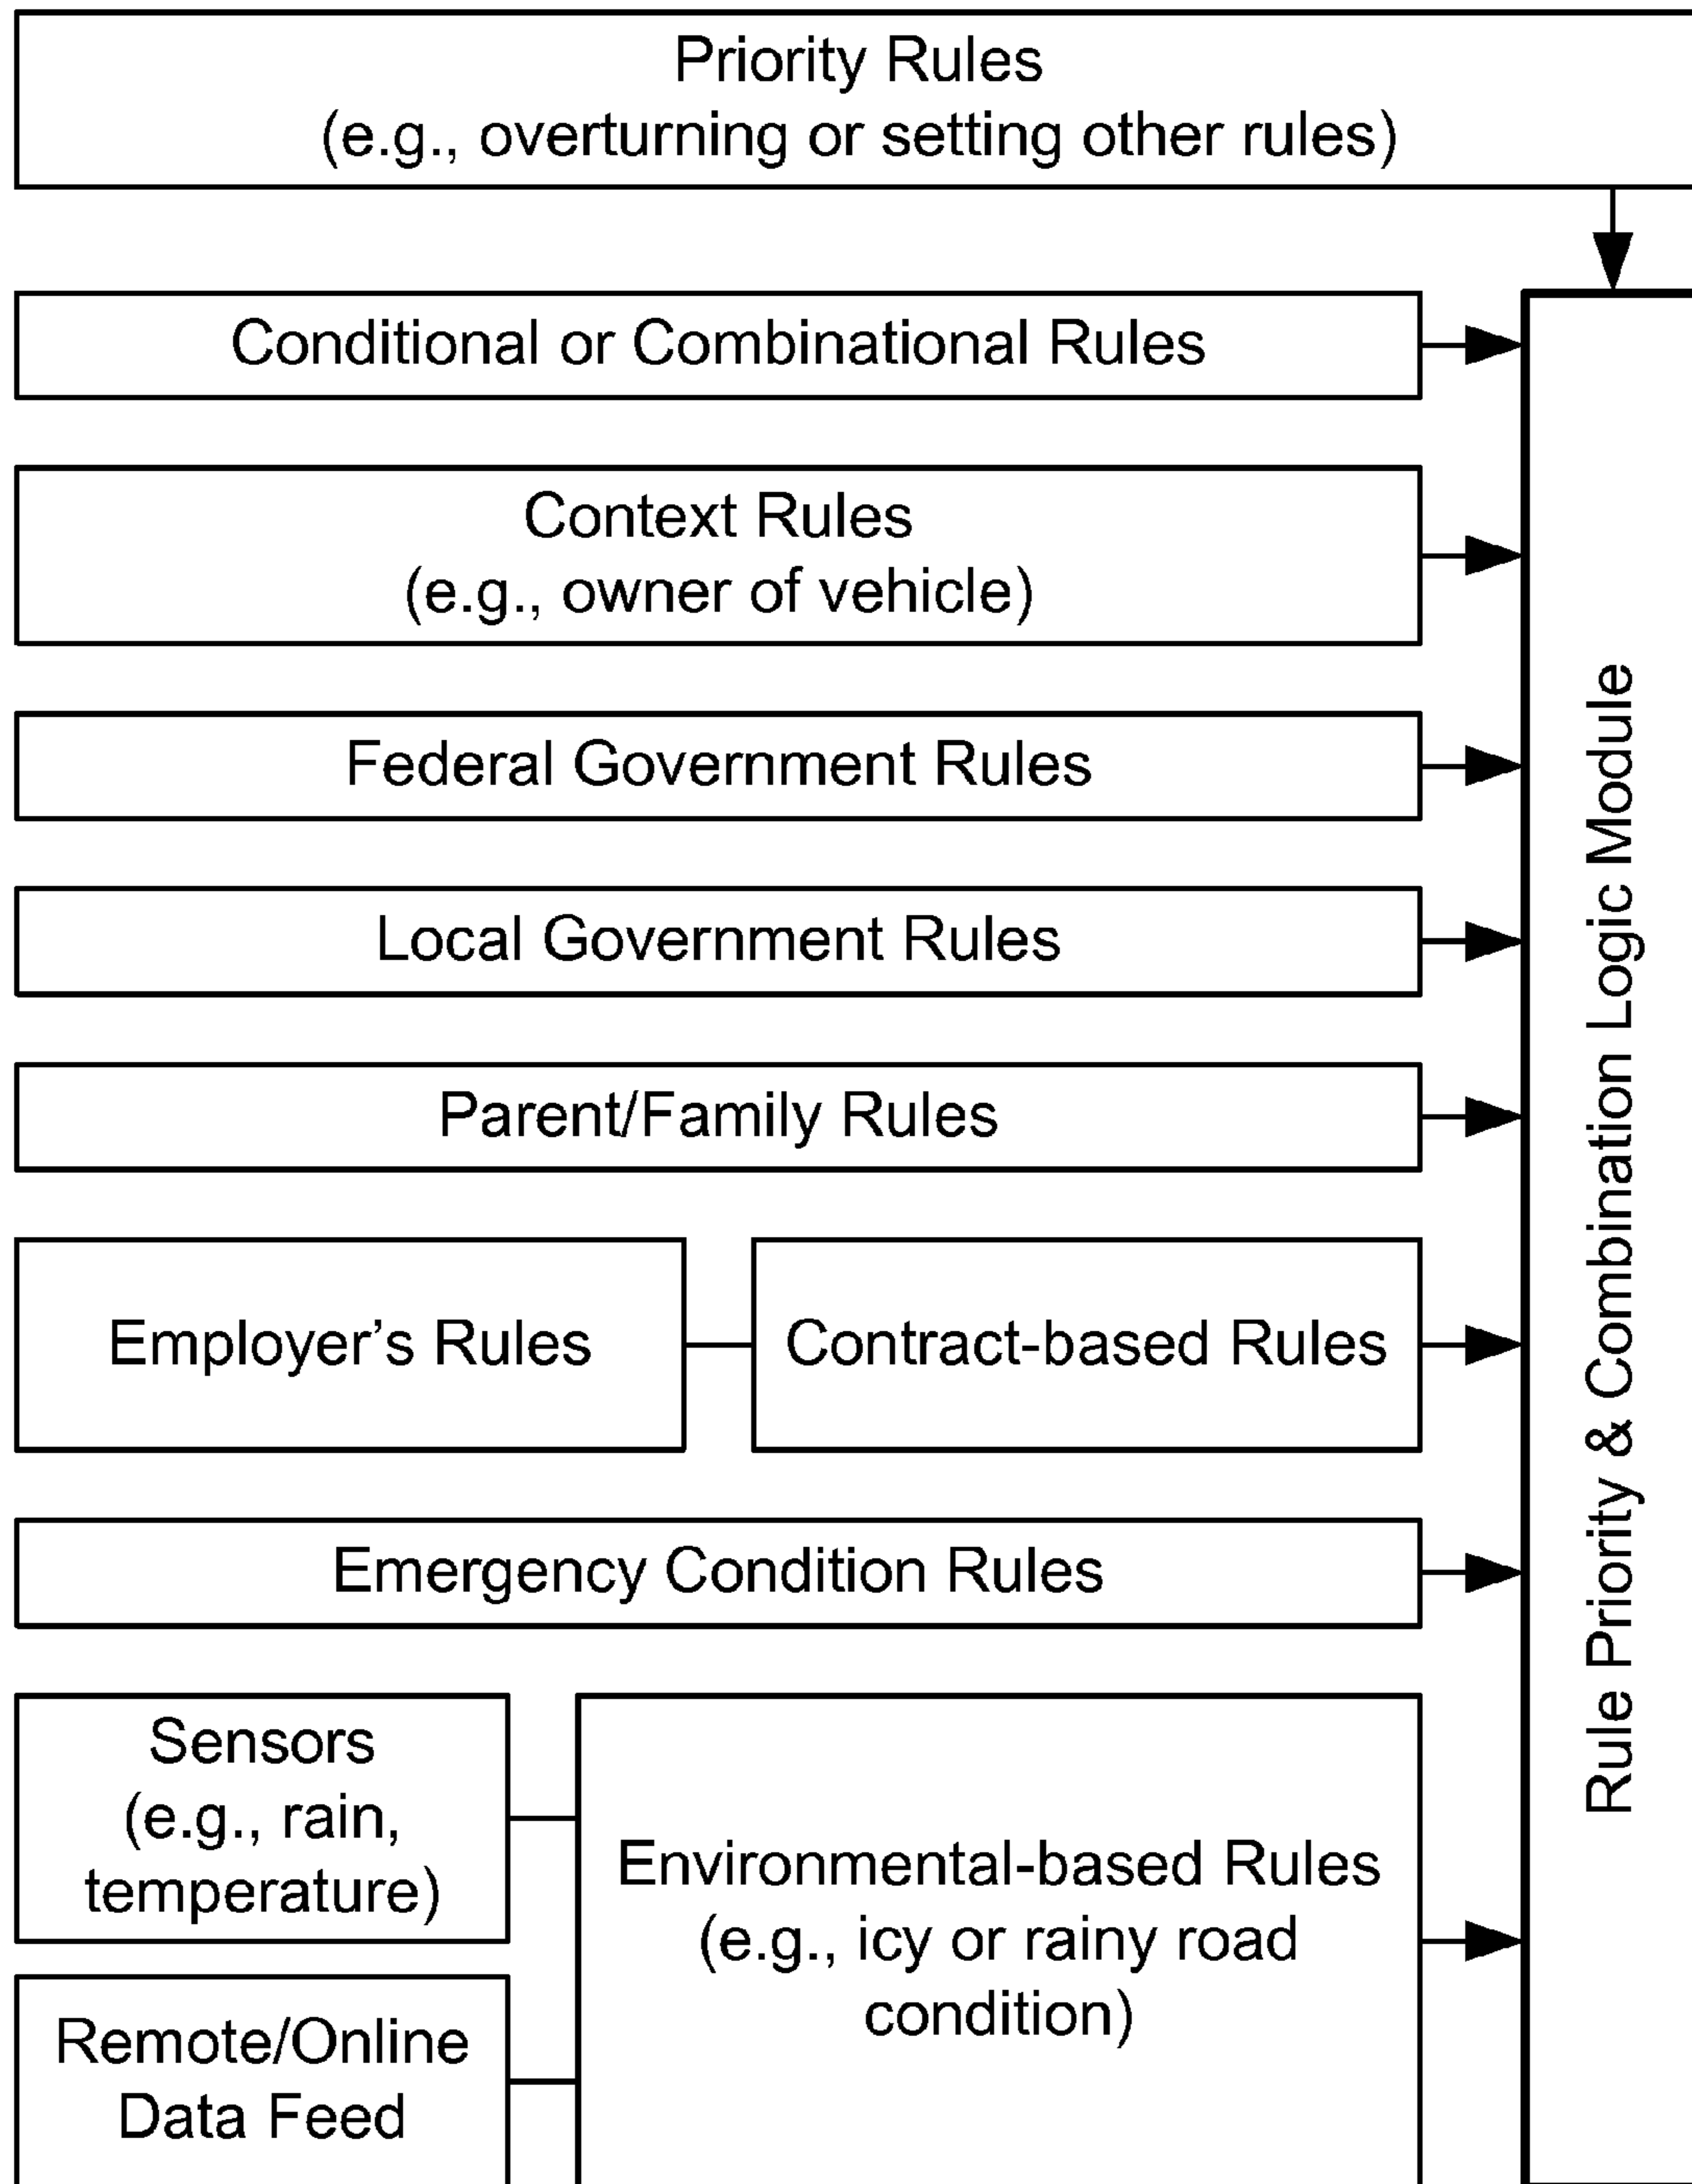 Priority Rules
(e.g., overturning or setting other rules)
Conditional or Combinational Rules
Context Rules
(e.g., owner of vehicle)
Federal Government Rules
Local Government Rules
Parent/Family Rules
Employer’s Rules
Contract-based Rules
Emergency Condition Rules
Sensors
(e.g., rain,
temperature)
Remote/Online
Data Feed
Environmental-based Rules
(e.g., icy or rainy road
condition)
Rule Priority & Combination Logic Module